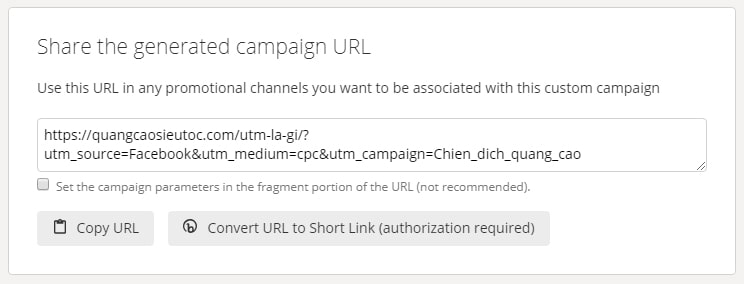 Share the generated campaign URL
Use this URL in any promotional channels you want to be associated with this custom campaign
https://quangcaosieutoc.com/utm-la-gi/?
utm_source=Facebook&utm_medium=cpc&utm_campaign=Chien_dich_quang_cao
Set the campaign parameters in the fragment portion of the URL (not recommended).
Copy URL
Convert URL to Short Link (authorization required)